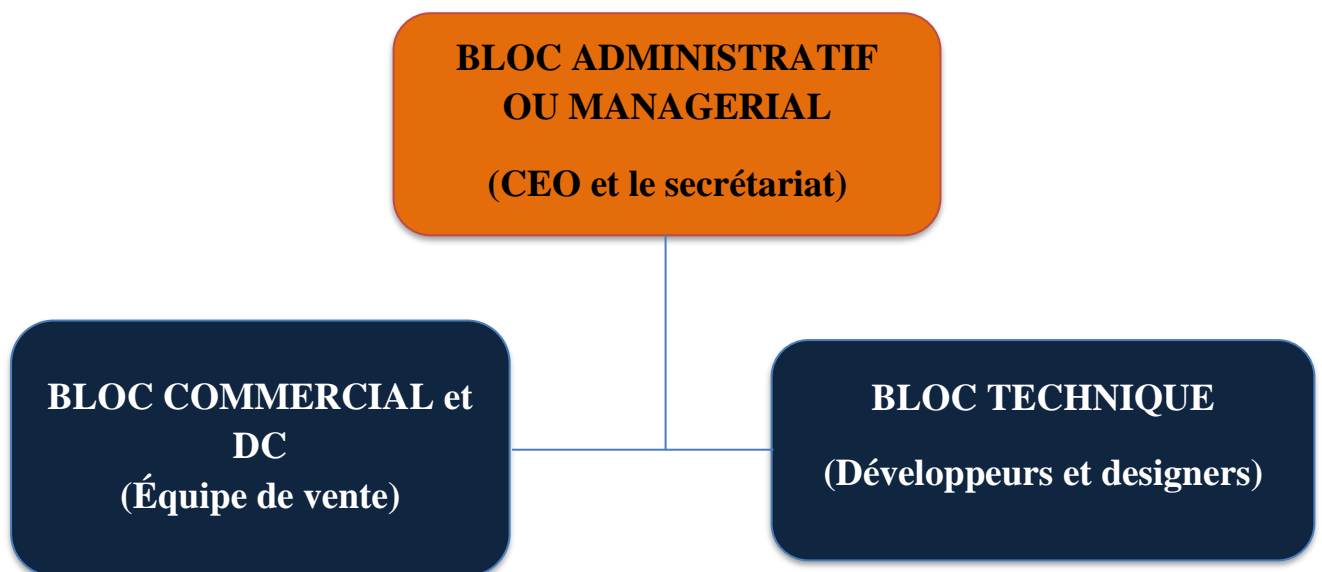 BLOC ADMINISTRATIF
OU MANAGERIAL
(CEO et le secrétariat)
BLOC COMMERCIAL et
DC
(Équipe de vente)
BLOC TECHNIQUE
(Développeurs et designers)